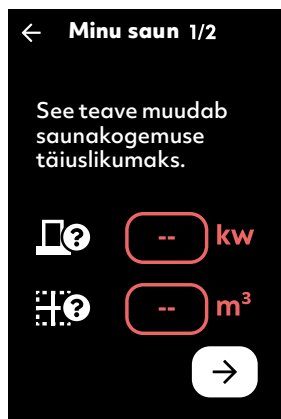 Minu saun 1/2
See teave muudab
saunakogemuse
täiuslikumaks.
? -- kw
? -- m³